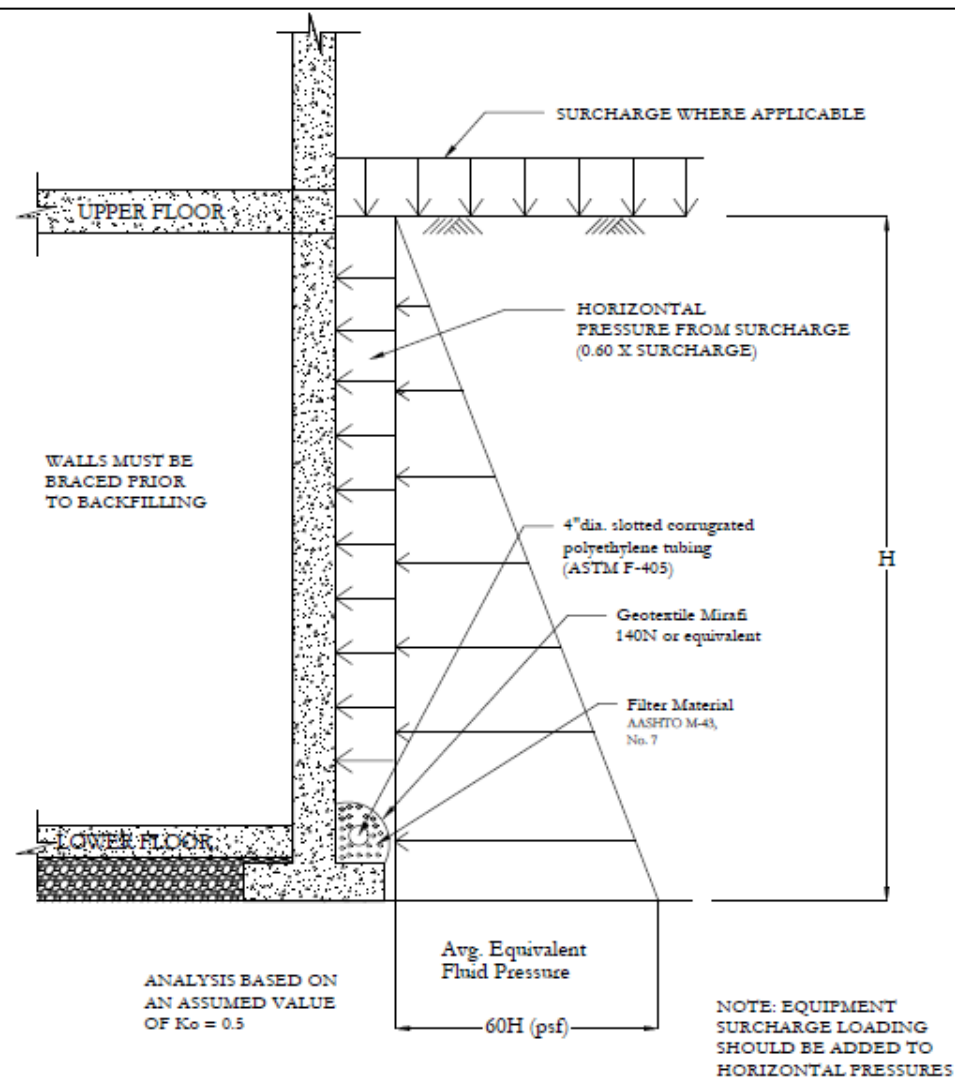 SURCHARGE WHERE APPLICABLE
UPPER FLOOR
HORIZONTAL
PRESSURE FROM SURCHARGE
(0.60 X SURCHARGE)
WALLS MUST BE
BRACED PRIOR
TO BACKFILLING
4"dia. slotted corrugrated
polyethylene tubing
(ASTM F-405)
H
Geotextile Mirafi
140N or equivalent
Filter Material
AASHTO M-43,
No. 7
LOWER FLOOR
Avg. Equivalent
Fluid Pressure
ANALYSIS BASED ON
AN ASSUMED VALUE
OF Ko = 0.5
60H (psf)
NOTE: EQUIPMENT
SURCHARGE LOADING
SHOULD BE ADDED TO
HORIZONTAL PRESSURES